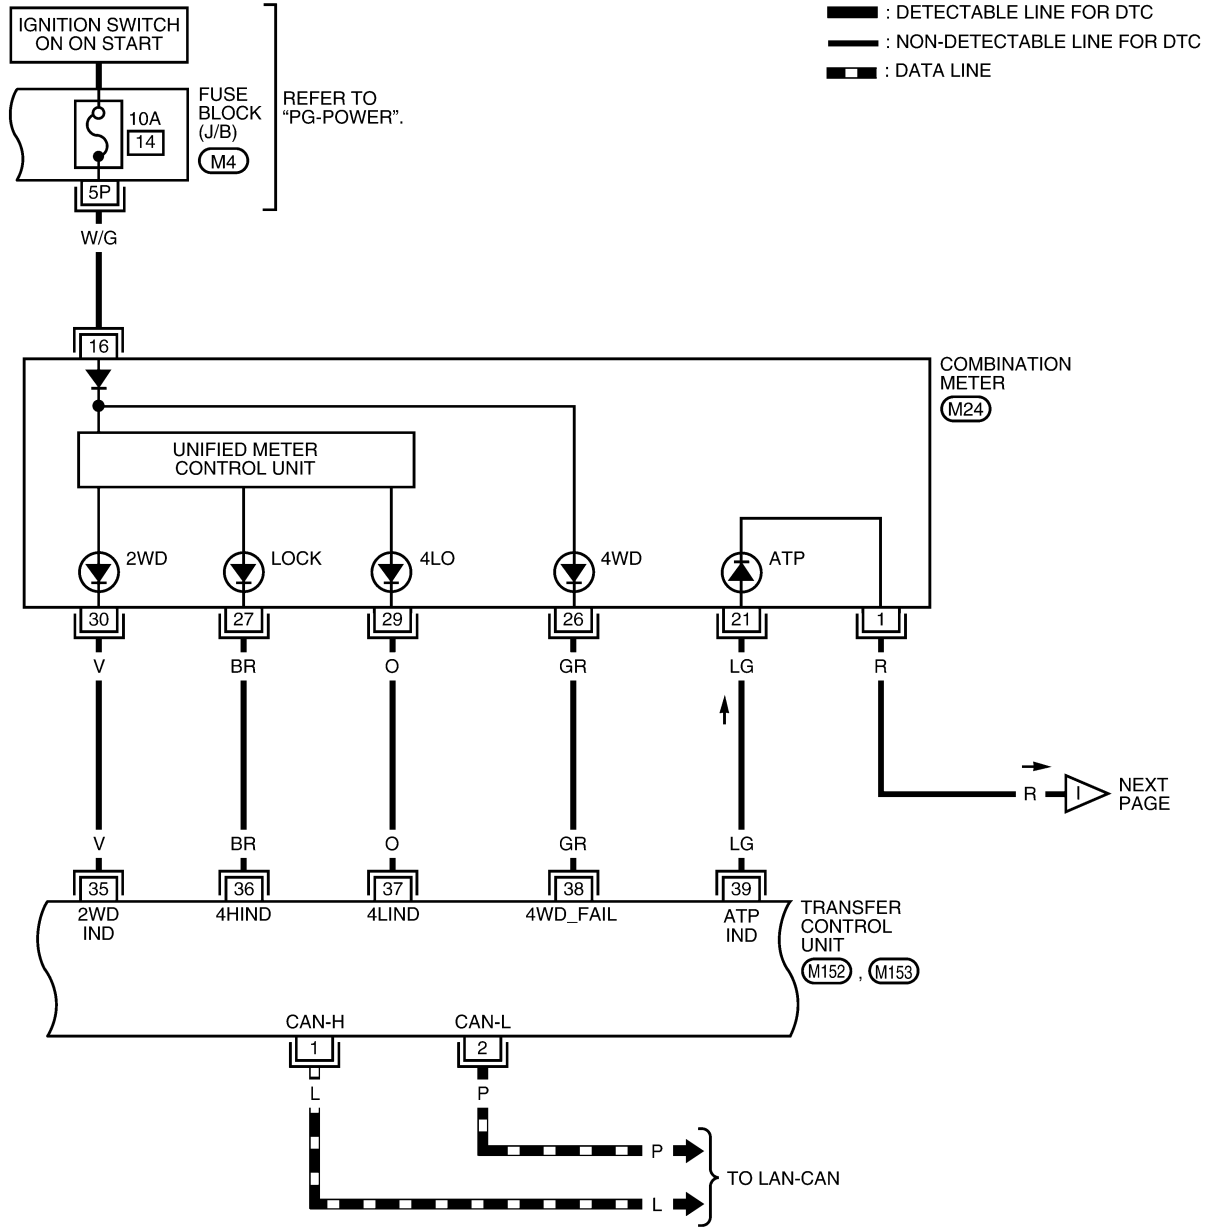 IGNITION SWITCH
ON OR START
: DETECTABLE LINE FOR DTC
: NON-DETECTABLE LINE FOR DTC
: DATA LINE
FUSE
BLOCK
(J/B)
M4
10A
14
5P
REFER TO
“PG-POWER”.
W/G
16
COMBINATION
METER
M24
UNIFIED METER
CONTROL UNIT
2WD
LOCK
4LO
4WD
ATP
30
27
29
26
21
1
V
BR
O
GR
LG
R
R
I
NEXT
PAGE
V
BR
O
GR
LG
35
36
37
38
39
2WD
IND
4HIND
4LIND
4WD_FAIL
ATP
IND
TRANSFER
CONTROL
UNIT
M152 , M153
CAN-H
CAN-L
1
2
L
P
P
L
TO LAN-CAN